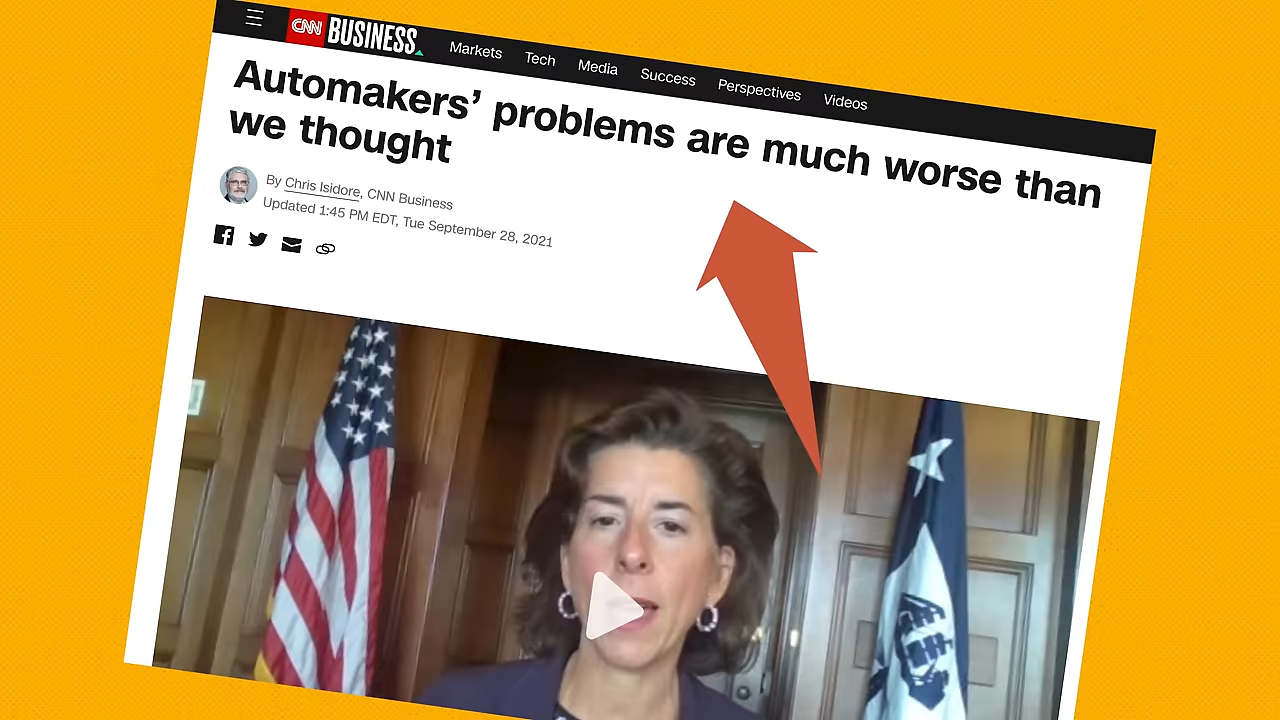 CNN BUSINESS Markets Tech Media Success Perspectives Videos
Automakers’ problems are much worse than
we thought
By Chris Isidore, CNN Business
Updated 1:45 PM EDT, Tue September 28, 2021